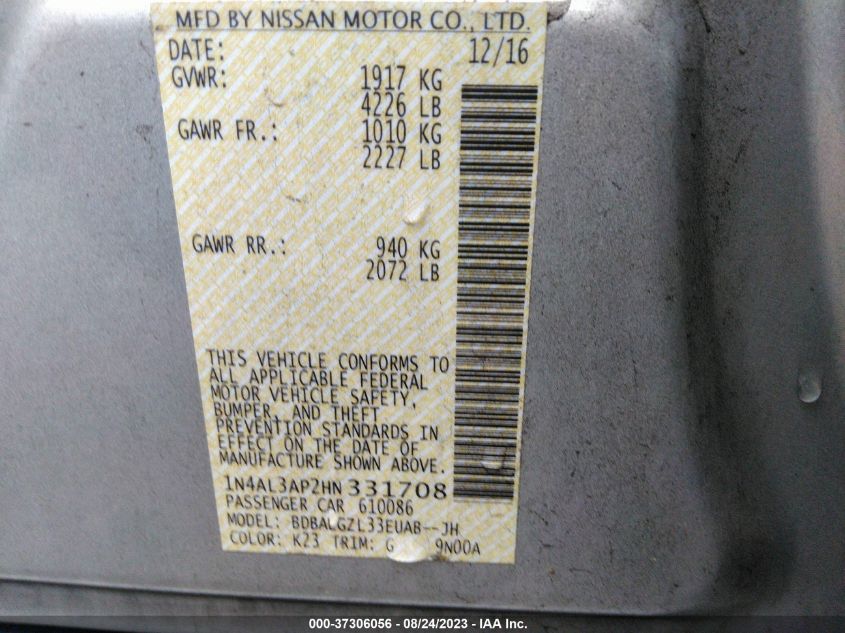 MFD BY NISSAN MOTOR CO., LTD.
DATE: 12/16
GVWR: 1917 KG
4226 LB
GAWR FR.: 1010 KG
2227 LB
GAWR RR.: 940 KG
2072 LB
THIS VEHICLE CONFORMS TO
ALL APPLICABLE FEDERAL
MOTOR VEHICLE SAFETY,
BUMPER, AND THEFT
PREVENTION STANDARDS IN
EFFECT ON THE DATE OF
MANUFACTURE SHOWN ABOVE.
1N4AL3AP2HN 331708
PASSENGER CAR 610086
MODEL: BDBALGZL33EUAB--JH
COLOR: K23 TRIM: G 9N00A
000-37306056 - 08/24/2023 - IAA Inc.